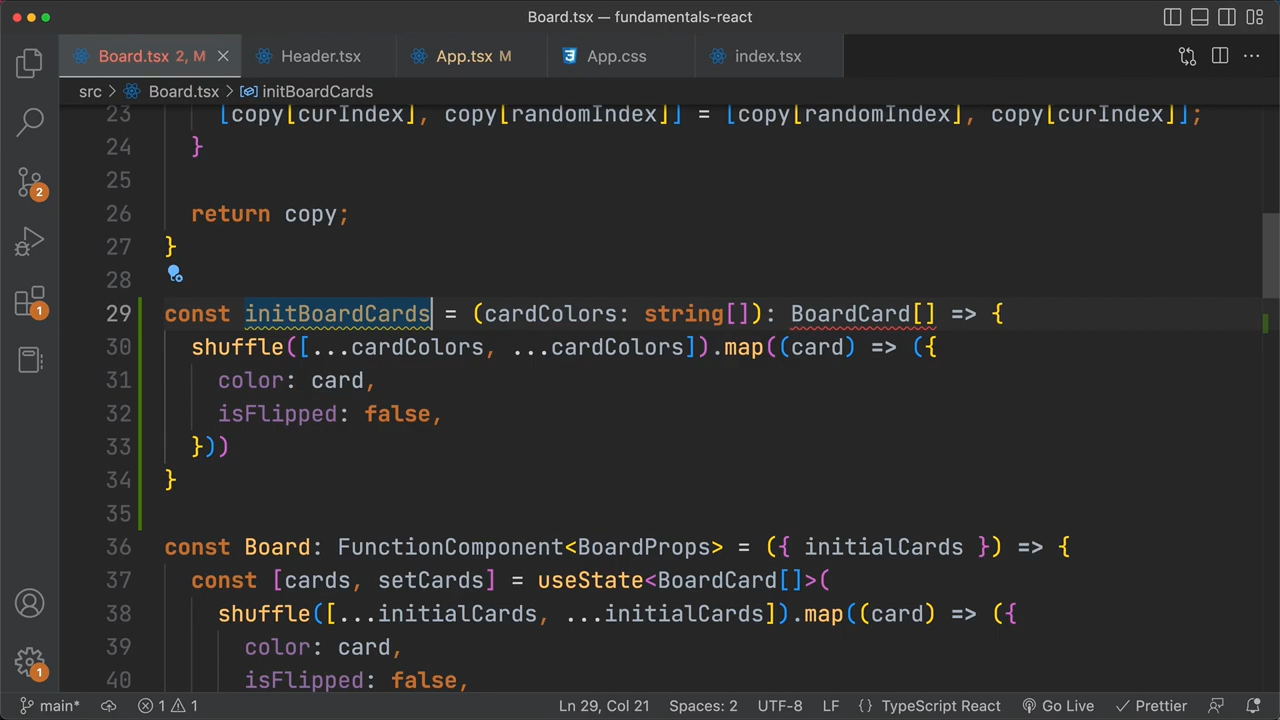 Board.tsx — fundamentals-react
Board.tsx 2, M
Header.tsx
App.tsx M
App.css
index.tsx
src > Board.tsx > initBoardCards
23 [copy[curIndex], copy[randomIndex]] = [copy[randomIndex], copy[curIndex]];
24 }
25
26 return copy;
27 }
28
29 const initBoardCards = (cardColors: string[]): BoardCard[] => {
30 shuffle([...cardColors, ...cardColors]).map((card) => ({
31 color: card,
32 isFlipped: false,
33 }))
34 }
35
36 const Board: FunctionComponent<BoardProps> = ({ initialCards }) => {
37 const [cards, setCards] = useState<BoardCard[]>(
38 shuffle([...initialCards, ...initialCards]).map((card) => ({
39 color: card,
40 isFlipped: false,
2
1
1
main* 1 1 Ln 29, Col 21 Spaces: 2 UTF-8 LF {} TypeScript React Go Live Prettier